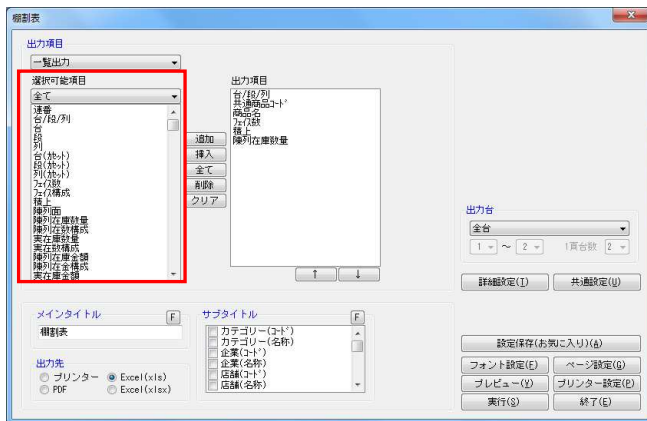 棚割表
出力項目
一覧出力
選択可能項目
全て
連番
台/段/列
台
段
列
台(ｶｾｯﾄ)
段(ｶｾｯﾄ)
列(ｶｾｯﾄ)
ﾌｪｲｽ数
ﾌｪｲｽ構成
積上
陳列面
陳列在庫数量
陳列在数構成
実在庫数量
実在数構成
陳列在庫金額
陳列在金構成
実在庫金額
追加
挿入
全て
削除
クリア
出力項目
台/段/列
共通商品ｺｰﾄﾞ
商品名
ﾌｪｲｽ数
積上
陳列在庫数量
↑
↓
出力台
全台
1 ～ 2
1頁台数 2
詳細設定(I)
共通設定(U)
メインタイトル
F
棚割表
出力先
プリンター
Excel(xls)
PDF
Excel(xlsx)
サブタイトル
F
カテゴリー(ｺｰﾄﾞ)
カテゴリー(名称)
企業(ｺｰﾄﾞ)
企業(名称)
店舗(ｺｰﾄﾞ)
店舗(名称)
設定保存(お気に入り)(A)
フォント設定(F)
ページ設定(G)
プレビュー(V)
プリンター設定(P)
実行(S)
終了(E)